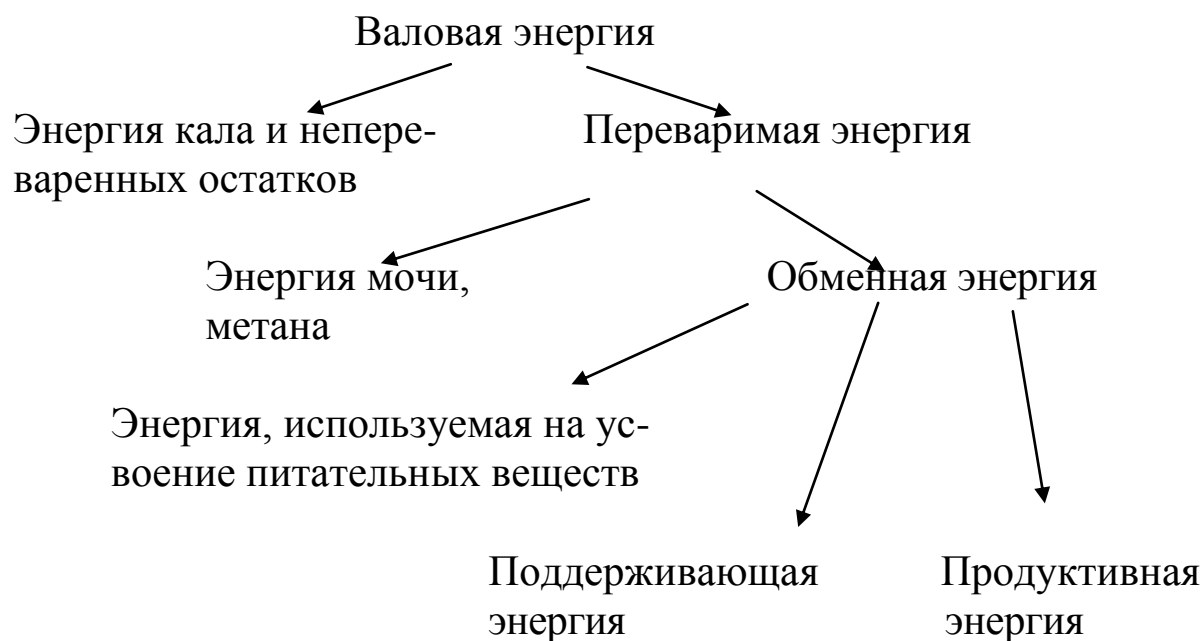 Валовая энергия
Энергия кала и непере-
варенных остатков
Переваримая энергия
Энергия мочи,
метана
Обменная энергия
Энергия, используемая на ус-
воение питательных веществ
Поддерживающая
энергия
Продуктивная
энергия